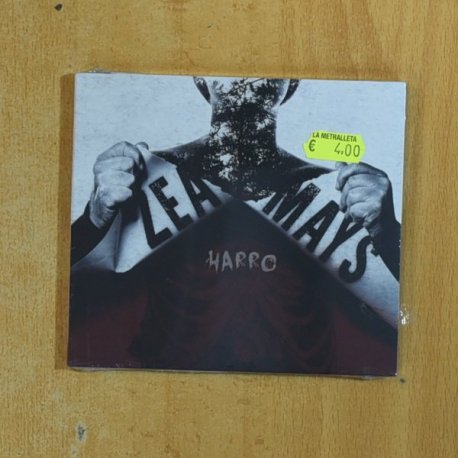 LA METRALLETA
€ 4.00
ZEA MAYS
HARRO